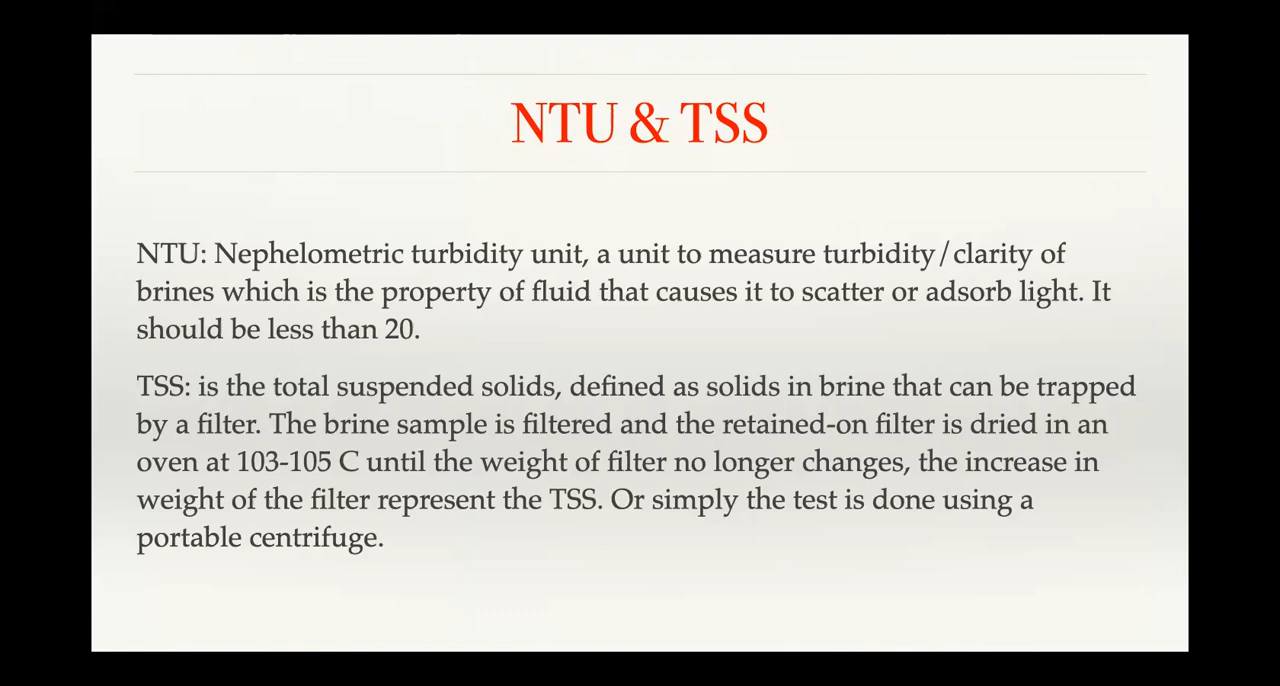 NTU & TSS
NTU: Nephelometric turbidity unit, a unit to measure turbidity/clarity of
brines which is the property of fluid that causes it to scatter or adsorb light. It
should be less than 20.
TSS: is the total suspended solids, defined as solids in brine that can be trapped
by a filter. The brine sample is filtered and the retained-on filter is dried in an
oven at 103-105 C until the weight of filter no longer changes, the increase in
weight of the filter represent the TSS. Or simply the test is done using a
portable centrifuge.